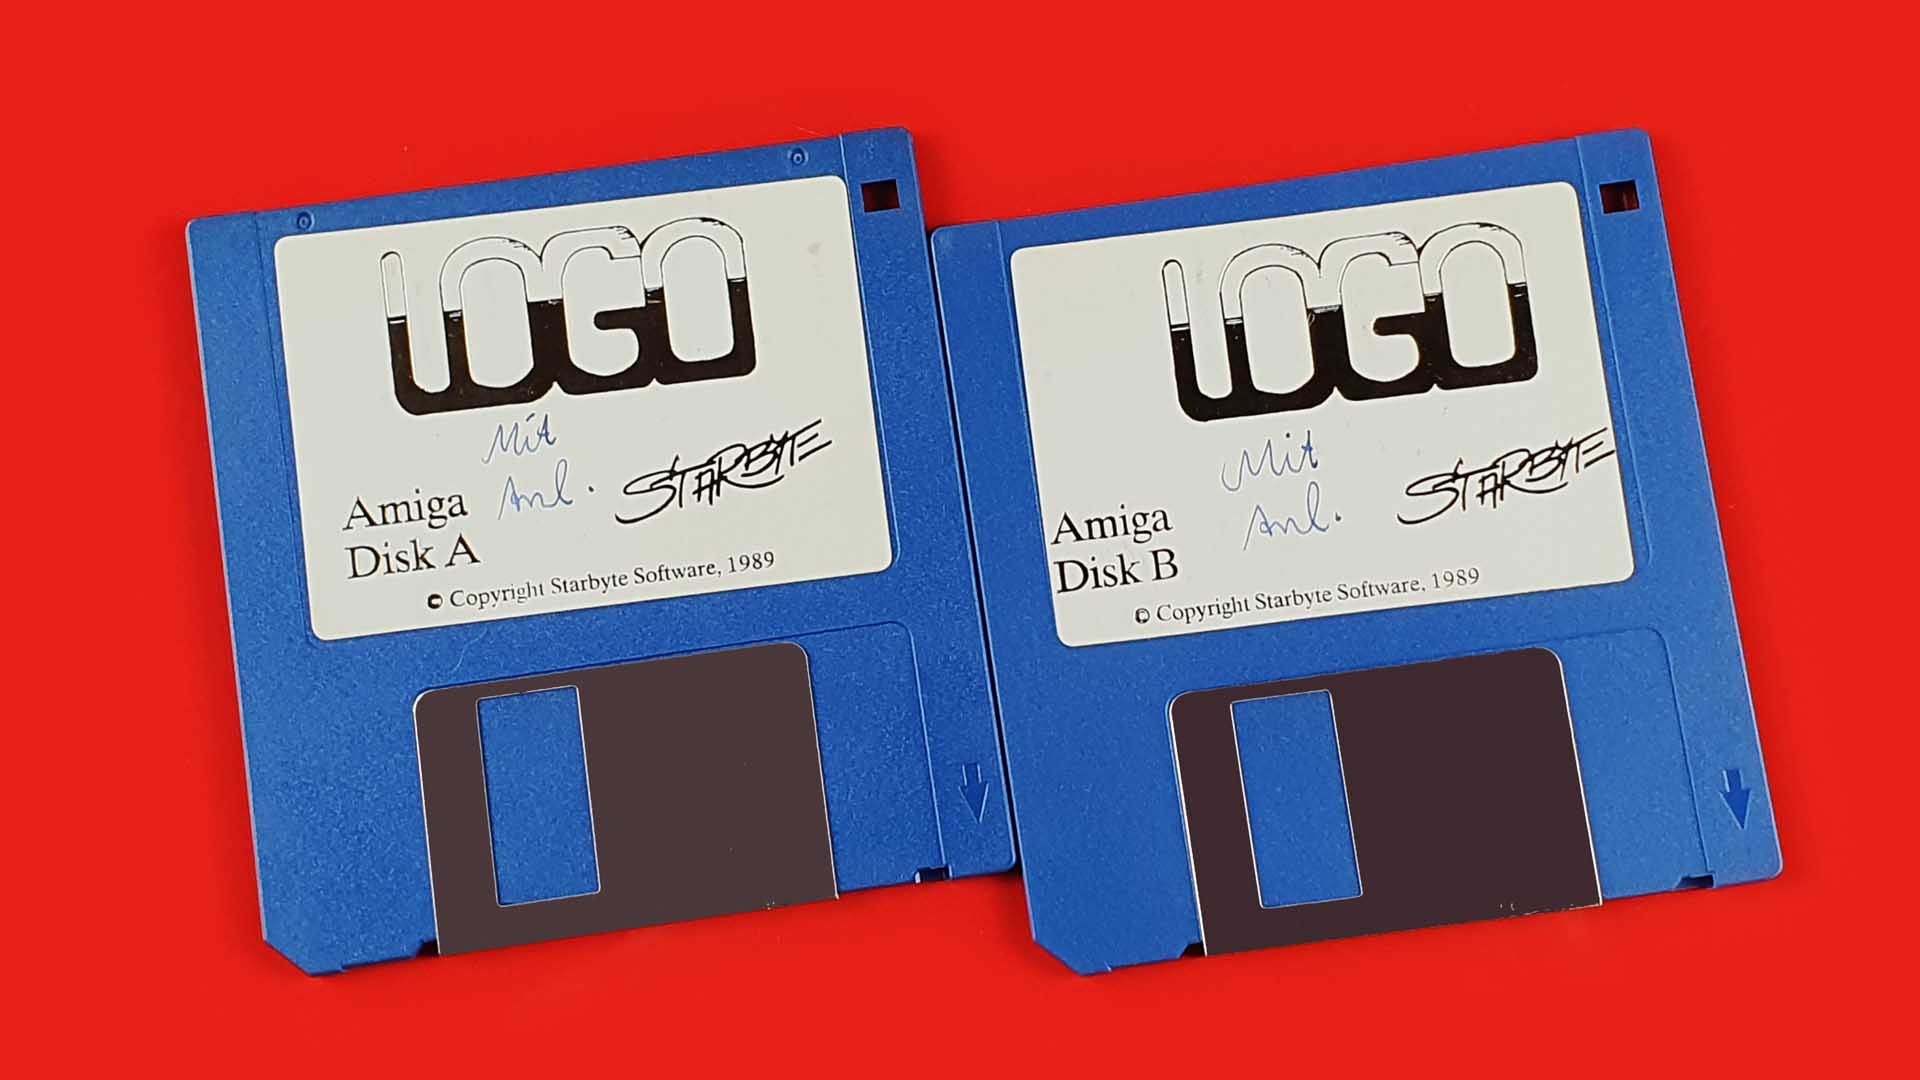 LOGO
Mit
Anl.
STARBYTE
Amiga
Disk A
© Copyright Starbyte Software, 1989
LOGO
Mit
Anl.
STARBYTE
Amiga
Disk B
© Copyright Starbyte Software, 1989